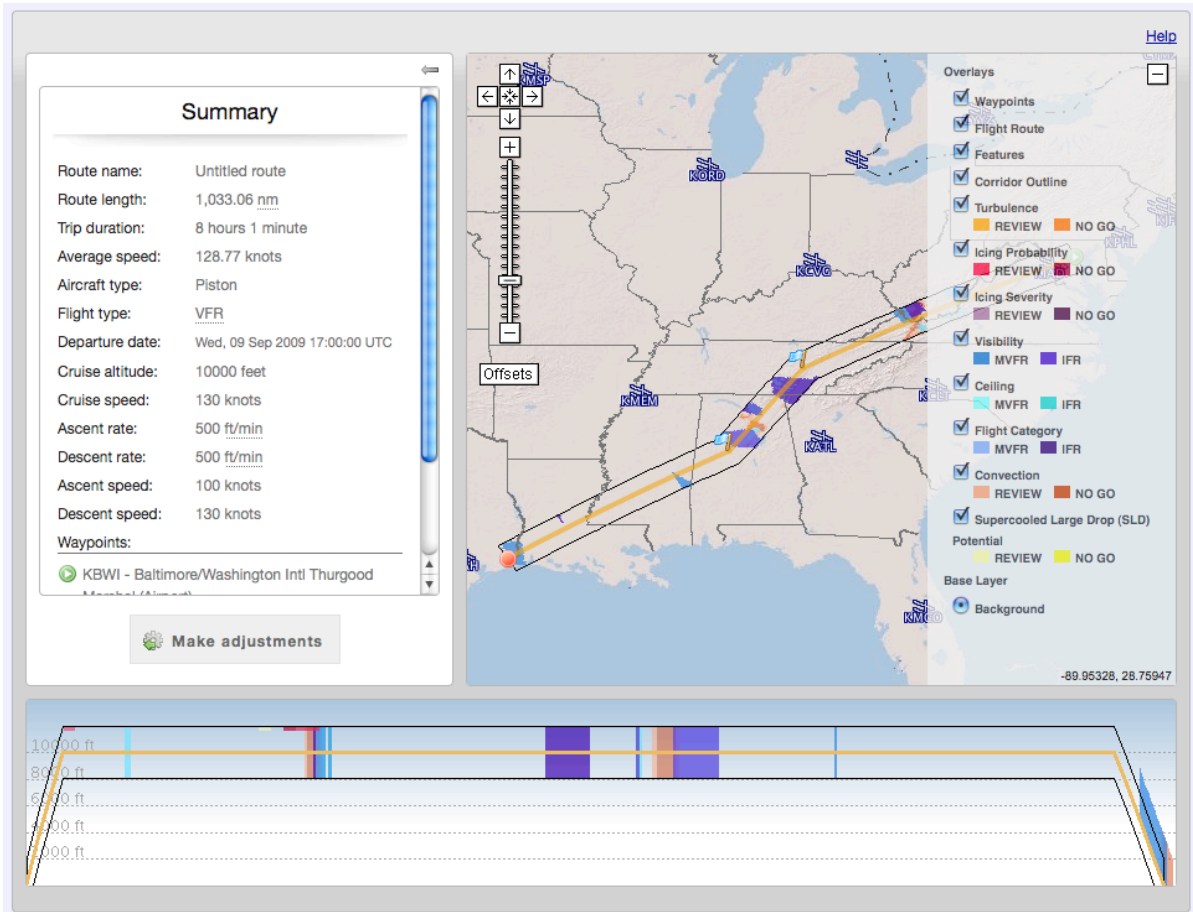 Help
Summary
Route name: Untitled route
Route length: 1,033.06 nm
Trip duration: 8 hours 1 minute
Average speed: 128.77 knots
Aircraft type: Piston
Flight type: VFR
Departure date: Wed, 09 Sep 2009 17:00:00 UTC
Cruise altitude: 10000 feet
Cruise speed: 130 knots
Ascent rate: 500 ft/min
Descent rate: 500 ft/min
Ascent speed: 100 knots
Descent speed: 130 knots
Waypoints:
KBWI - Baltimore/Washington Intl Thurgood
Make adjustments
KMSP
KORD
KCVG
KMEM
KATL
KPHL
Offsets
Overlays
Waypoints
Flight Route
Features
Corridor Outline
Turbulence
REVIEW NO GO
Icing Probability
REVIEW NO GO
Icing Severity
REVIEW NO GO
Visibility
MVFR IFR
Ceiling
MVFR IFR
Flight Category
MVFR IFR
Convection
REVIEW NO GO
Supercooled Large Drop (SLD)
Potential
REVIEW NO GO
Base Layer
Background
-89.95328, 28.75947
10000 ft
8000 ft
6000 ft
4000 ft
2000 ft